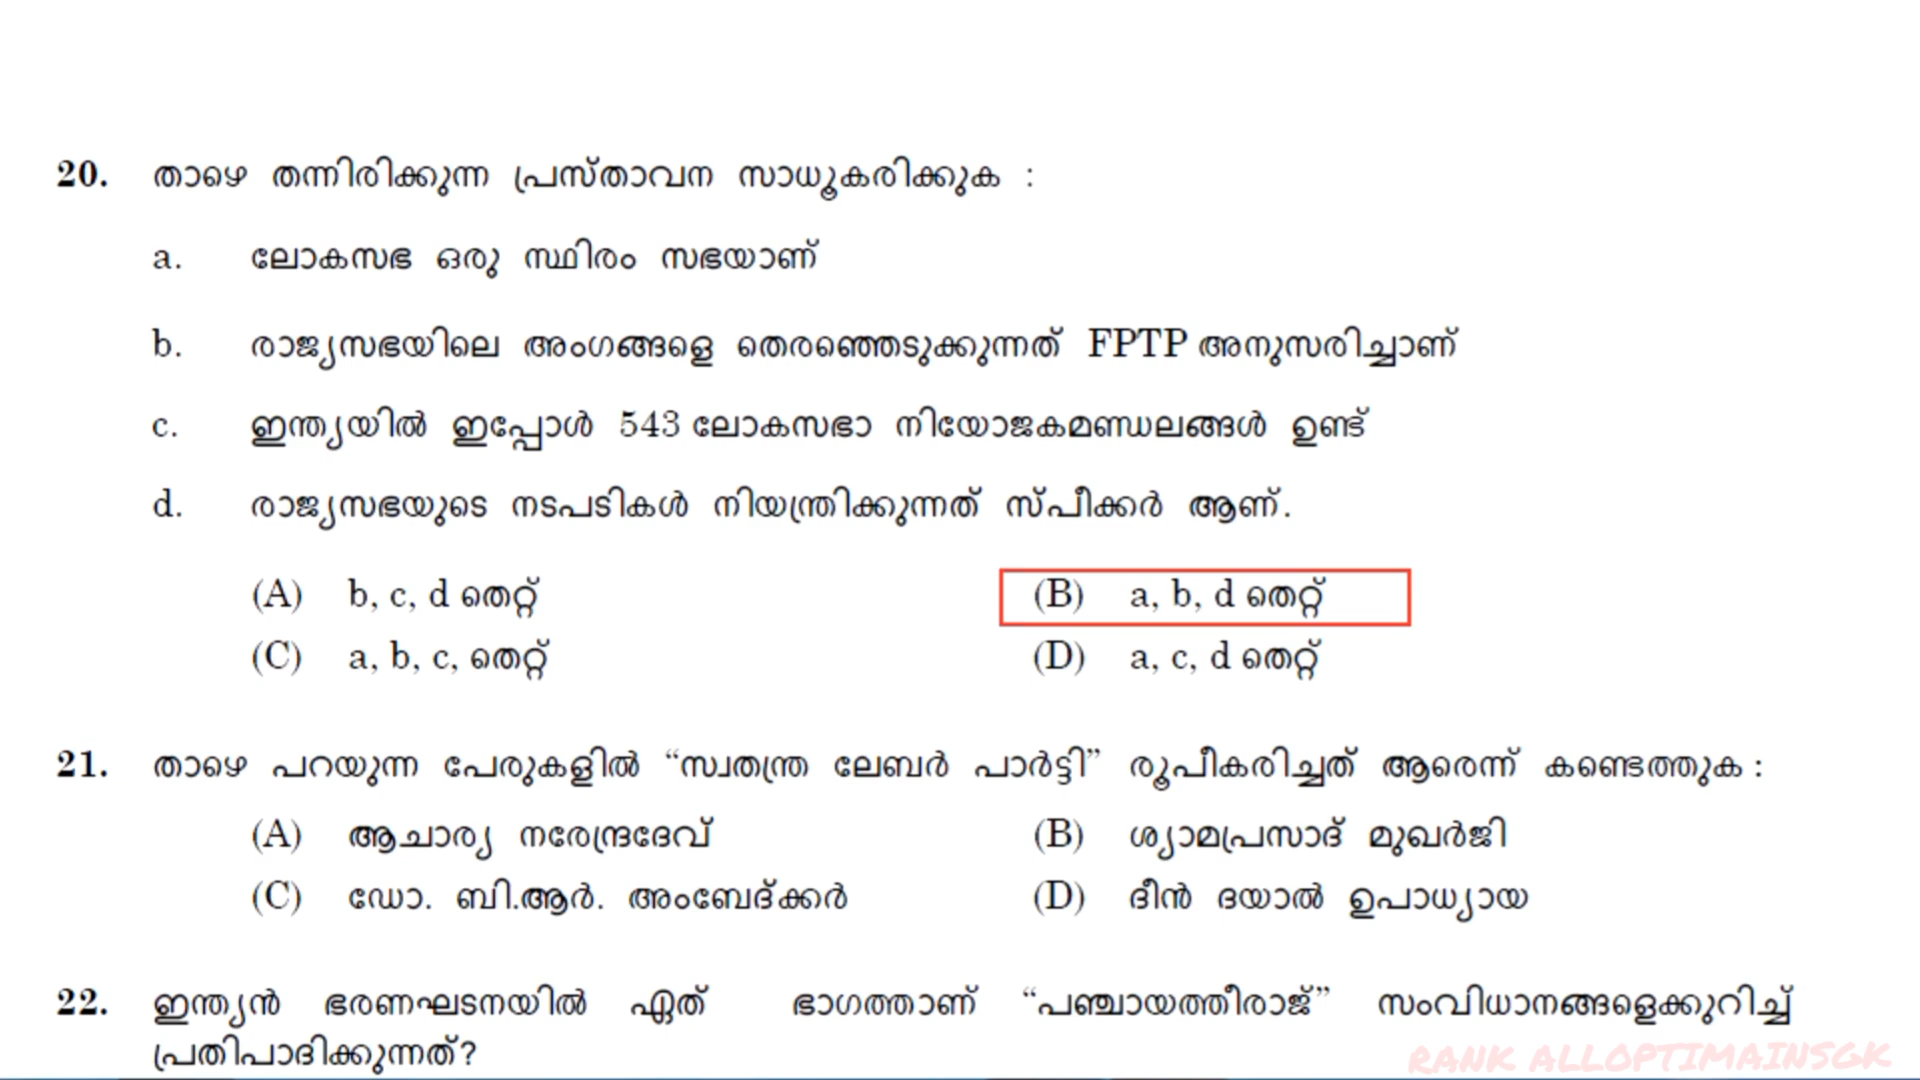 20. താഴെ തന്നിരിക്കുന്ന പ്രസ്താവന സാധൂകരിക്കുക :
a. ലോകസഭ ഒരു സ്ഥിരം സഭയാണ്
b. രാജ്യസഭയിലെ അംഗങ്ങളെ തെരഞ്ഞെടുക്കുന്നത് FPTP അനുസരിച്ചാണ്
c. ഇന്ത്യയിൽ ഇപ്പോൾ 543 ലോകസഭാ നിയോജകമണ്ഡലങ്ങൾ ഉണ്ട്
d. രാജ്യസഭയുടെ നടപടികൾ നിയന്ത്രിക്കുന്നത് സ്പീക്കർ ആണ്.
(A) b, c, d തെറ്റ് (B) a, b, d തെറ്റ്
(C) a, b, c, തെറ്റ് (D) a, c, d തെറ്റ്
21. താഴെ പറയുന്ന പേരുകളിൽ “സ്വതന്ത്ര ലേബർ പാർട്ടി” രൂപീകരിച്ചത് ആരെന്ന് കണ്ടെത്തുക :
(A) ആചാര്യ നരേന്ദ്രദേവ് (B) ശ്യാമപ്രസാദ് മുഖർജി
(C) ഡോ. ബി.ആർ. അംബേദ്ക്കർ (D) ദീൻ ദയാൽ ഉപാധ്യായ
22. ഇന്ത്യൻ ഭരണഘടനയിൽ ഏത് ഭാഗത്താണ് “പഞ്ചായത്തീരാജ്” സംവിധാനങ്ങളെക്കുറിച്ച്
പ്രതിപാദിക്കുന്നത്?
RANK ALLOPTIMAINSGK